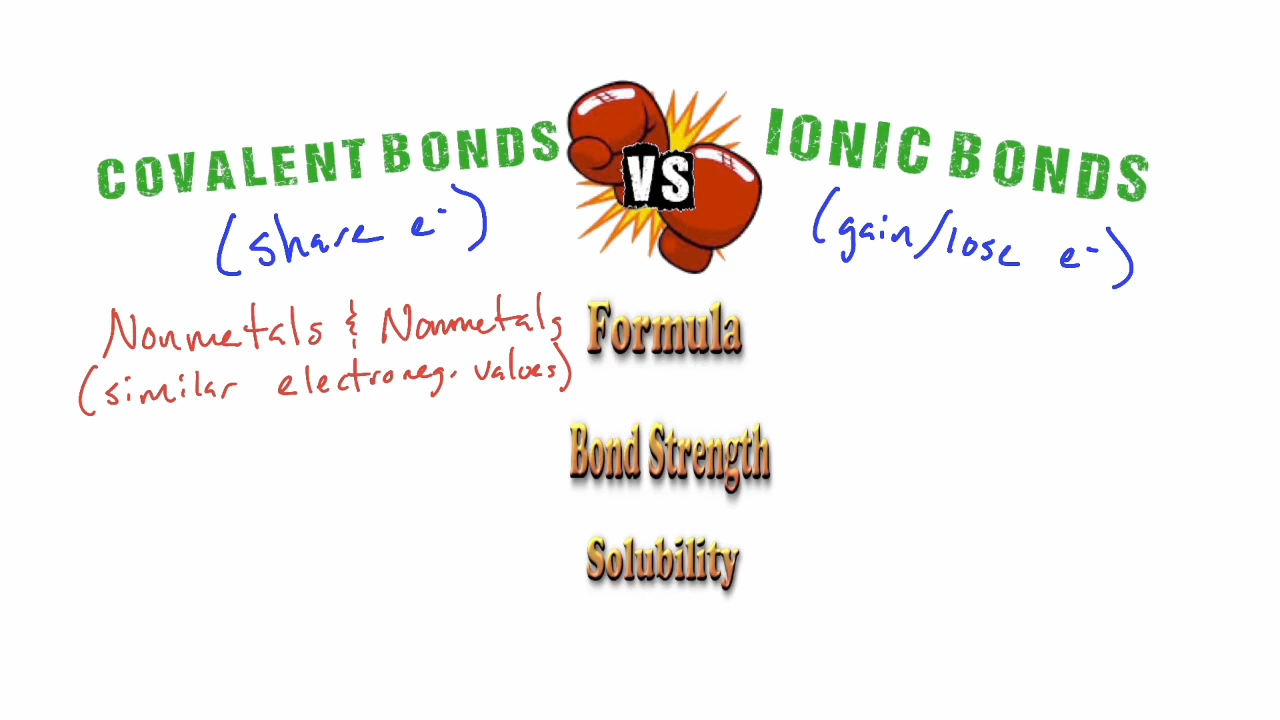 COVALENT BONDS VS IONIC BONDS
(share e⁻) (gain/lose e⁻)
Nonmetals & Nonmetals
Formula
(similar electroneg. values)
Bond Strength
Solubility